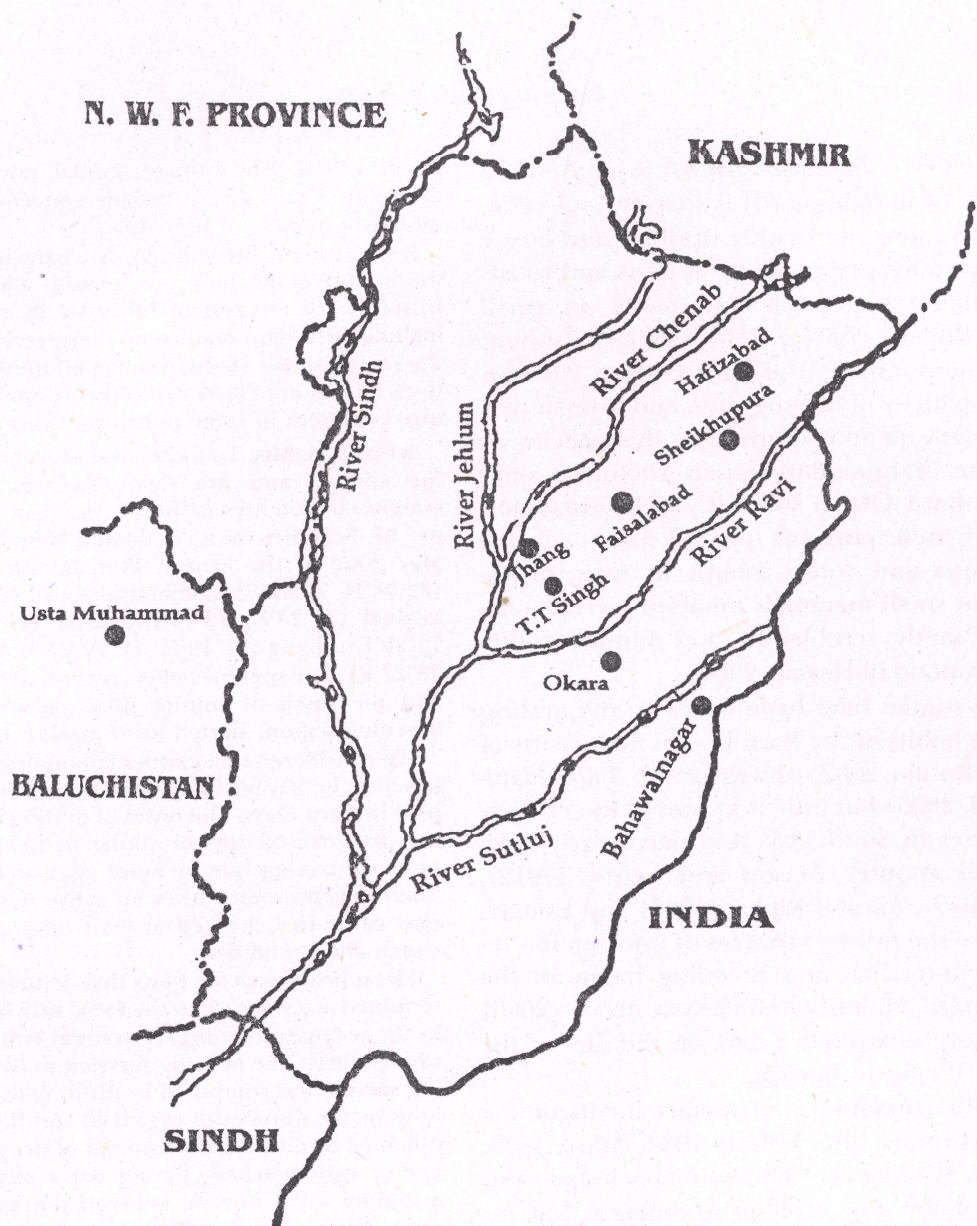 N. W. F. PROVINCE
KASHMIR
River Chenab
Hafizabad
River Sindh
Sheikhupura
River Jehlum
Faisalabad
River Ravi
Jhang
T.T Singh
Usta Muhammad
Okara
BALUCHISTAN
Bahawalnagar
River Sutluj
INDIA
SINDH